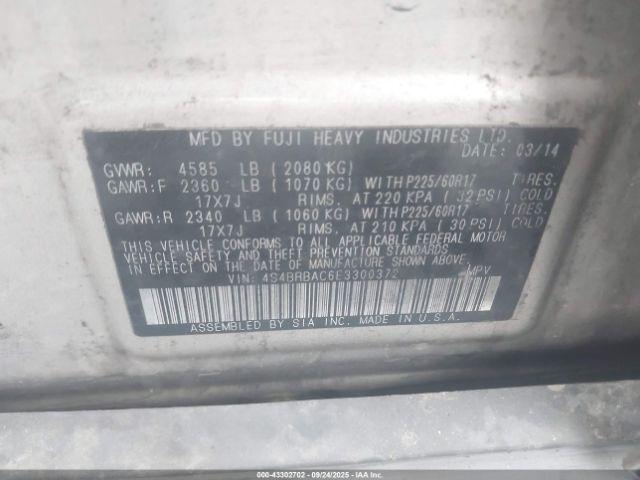 MFD BY FUJI HEAVY INDUSTRIES LTD.
DATE: 03/14
GVWR: 4585 LB (2080 KG)
GAWR:F 2360 LB (1070 KG) WITH P225/60R17 TIRES.
17X7J RIMS. AT 220 KPA (32 PSI) COLD
GAWR:R 2340 LB (1060 KG) WITH P225/60R17 TIRES.
17X7J RIMS. AT 210 KPA (30 PSI) COLD
THIS VEHICLE CONFORMS TO ALL APPLICABLE FEDERAL MOTOR
VEHICLE SAFETY AND THEFT PREVENTION STANDARDS
IN EFFECT ON THE DATE OF MANUFACTURE SHOWN ABOVE.
VIN: 4S4BRBAC6E3300372 MPV
ASSEMBLED BY SIA INC. MADE IN U.S.A.
000-43302702 - 09/24/2025 - IAAI.COM